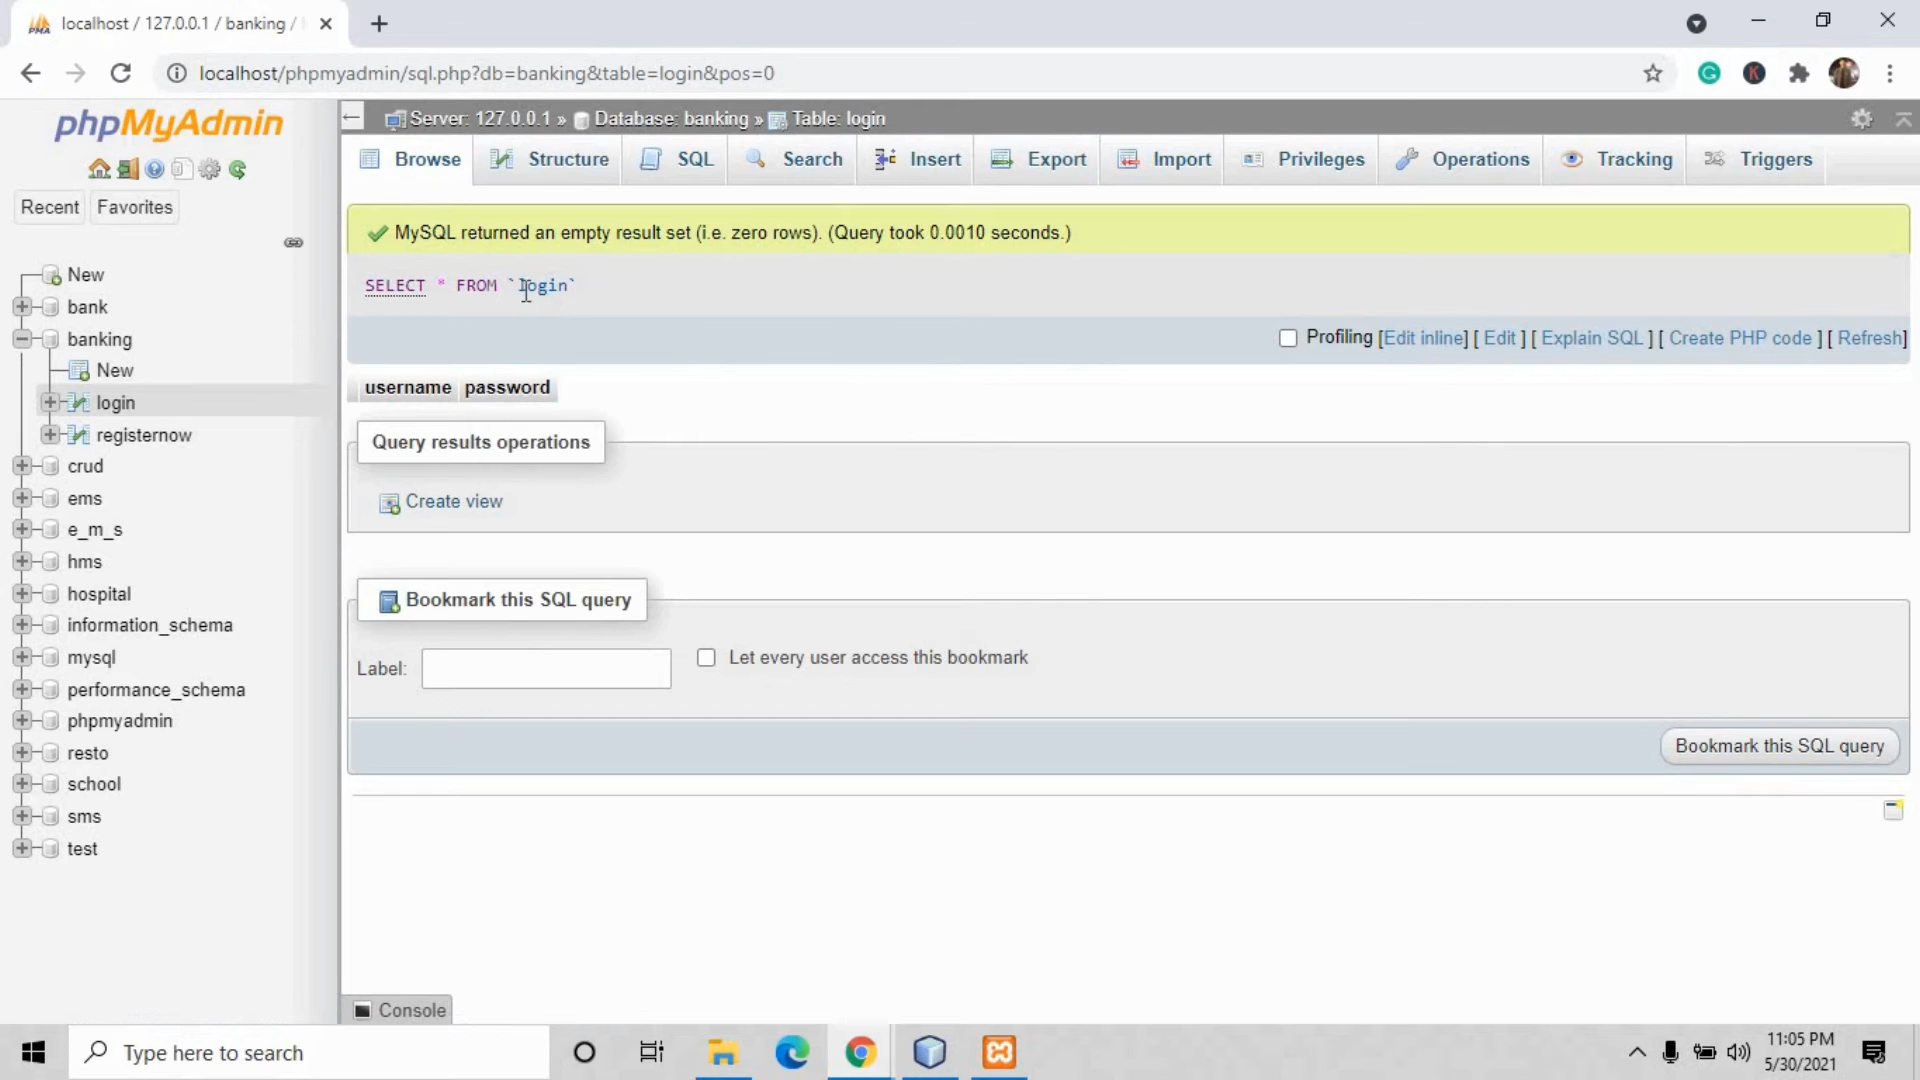 localhost / 127.0.0.1 / banking /
localhost/phpmyadmin/sql.php?db=banking&table=login&pos=0
phpMyAdmin
Recent Favorites
New
bank
banking
New
login
registernow
crud
ems
e_m_s
hms
hospital
information_schema
mysql
performance_schema
phpmyadmin
resto
school
sms
test
Server: 127.0.0.1 » Database: banking » Table: login
Browse Structure SQL Search Insert Export Import Privileges Operations Tracking Triggers
MySQL returned an empty result set (i.e. zero rows). (Query took 0.0010 seconds.)
SELECT * FROM `login`
Profiling [Edit inline] [ Edit ] [ Explain SQL ] [ Create PHP code ] [ Refresh]
username password
Query results operations
Create view
Bookmark this SQL query
Label: Let every user access this bookmark
Bookmark this SQL query
Console
Type here to search
11:05 PM
5/30/2021